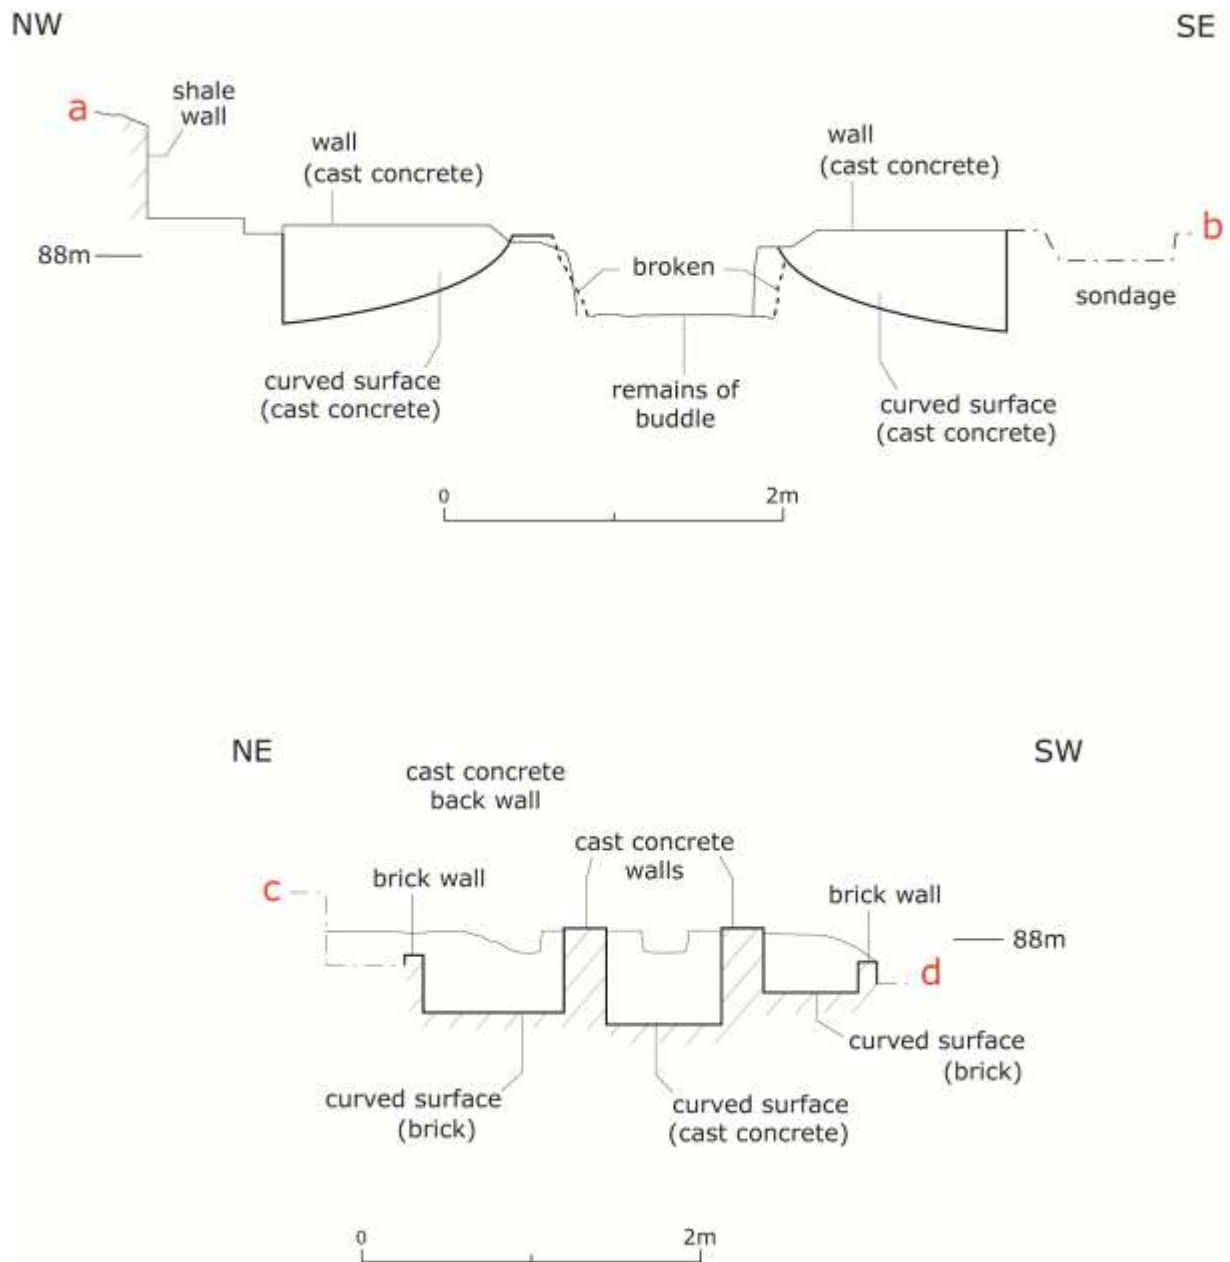 NW
SE
a
shale
wall
wall
(cast concrete)
wall
(cast concrete)
b
88m
broken
sondage
curved surface
(cast concrete)
remains of
buddle
curved surface
(cast concrete)
0
2m
NE
SW
cast concrete
back wall
cast concrete
walls
c
brick wall
brick wall
88m
d
curved surface
(brick)
curved surface
(brick)
curved surface
(cast concrete)
0
2m